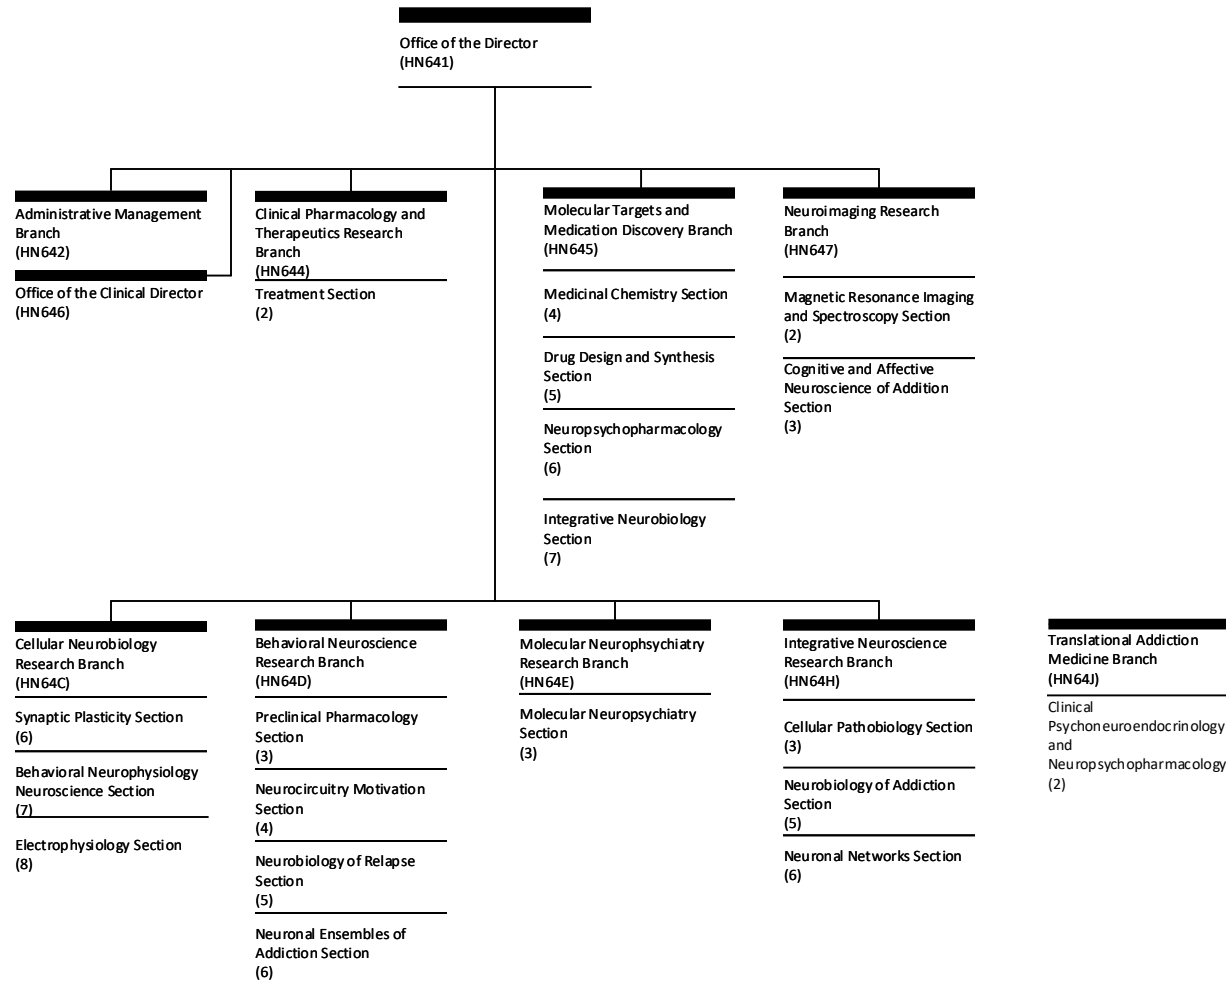 Office of the Director
(HN641)
Administrative Management
Branch
(HN642)
Office of the Clinical Director
(HN646)
Clinical Pharmacology and
Therapeutics Research
Branch
(HN644)
Treatment Section
(2)
Molecular Targets and
Medication Discovery Branch
(HN645)
Medicinal Chemistry Section
(4)
Drug Design and Synthesis
Section
(5)
Neuropsychopharmacology
Section
(6)
Integrative Neurobiology
Section
(7)
Neuroimaging Research
Branch
(HN647)
Magnetic Resonance Imaging
and Spectroscopy Section
(2)
Cognitive and Affective
Neuroscience of Addition
Section
(3)
Cellular Neurobiology
Research Branch
(HN64C)
Synaptic Plasticity Section
(6)
Behavioral Neurophysiology
Neuroscience Section
(7)
Electrophysiology Section
(8)
Behavioral Neuroscience
Research Branch
(HN64D)
Preclinical Pharmacology
Section
(3)
Neurocircuitry Motivation
Section
(4)
Neurobiology of Relapse
Section
(5)
Neuronal Ensembles of
Addiction Section
(6)
Molecular Neurophsychiatry
Research Branch
(HN64E)
Molecular Neuropsychiatry
Section
(3)
Integrative Neuroscience
Research Branch
(HN64H)
Cellular Pathobiology Section
(3)
Neurobiology of Addiction
Section
(5)
Neuronal Networks Section
(6)
Translational Addiction
Medicine Branch
(HN64J)
Clinical
Psychoneuroendocrinology
and
Neuropsychopharmacology
(2)